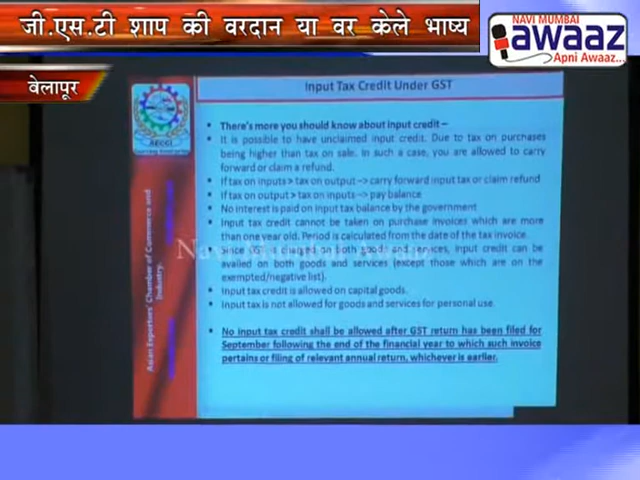 जी.एस.टी शाप की वरदान या वर केले भाष्य
NAVI MUMBAI
awaaz
Apni Awaaz...
बेलापूर
Input Tax Credit Under GST
AECCI
There's more you should know about input credit –
It is possible to have unclaimed input credit. Due to tax on purchases
being higher than tax on sale. In such a case, you are allowed to carry
forward or claim a refund.
If tax on inputs > tax on output –> carry forward input tax or claim refund
If tax on output > tax on inputs –> pay balance
No interest is paid on input tax balance by the government
Input tax credit cannot be taken on purchase invoices which are more
than one year old. Period is calculated from the date of the tax invoice.
Since GST is charged on both goods and services, input credit can be
availed on both goods and services (except those which are on the
exempted/negative list).
Input tax credit is allowed on capital goods.
Input tax is not allowed for goods and services for personal use.
No input tax credit shall be allowed after GST return has been filed for
September following the end of the financial year to which such invoice
pertains or filing of relevant annual return, whichever is earlier.
Asian Exporters' Chamber of Commerce and
Industry.